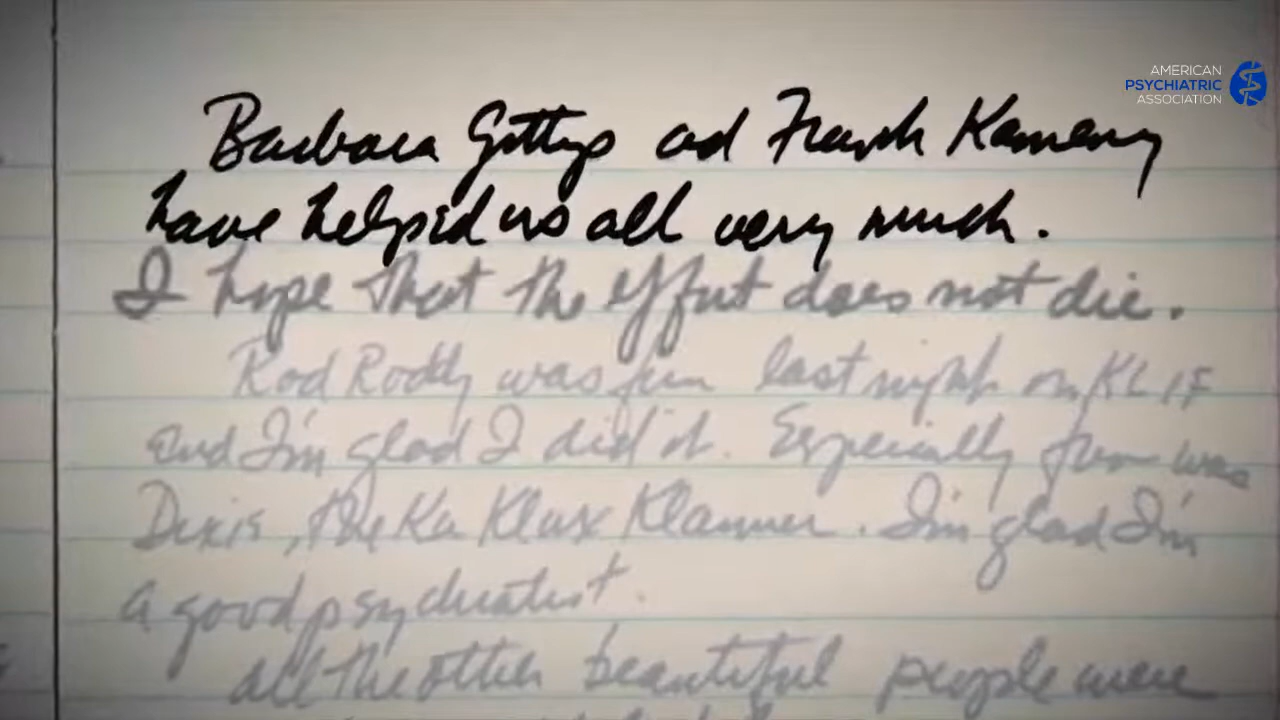 AMERICAN
PSYCHIATRIC
ASSOCIATION
Barbara Gittings ad Frank Kameny
have helped us all very much.
I hope that the effort does not die.
Rod Roddy was fun last night on KLIF
and I'm glad I did it. Especially fun was
Dixie, the Ku Klux Klanner. I'm glad I'm
a good psychiatrist.
all the other beautiful people were